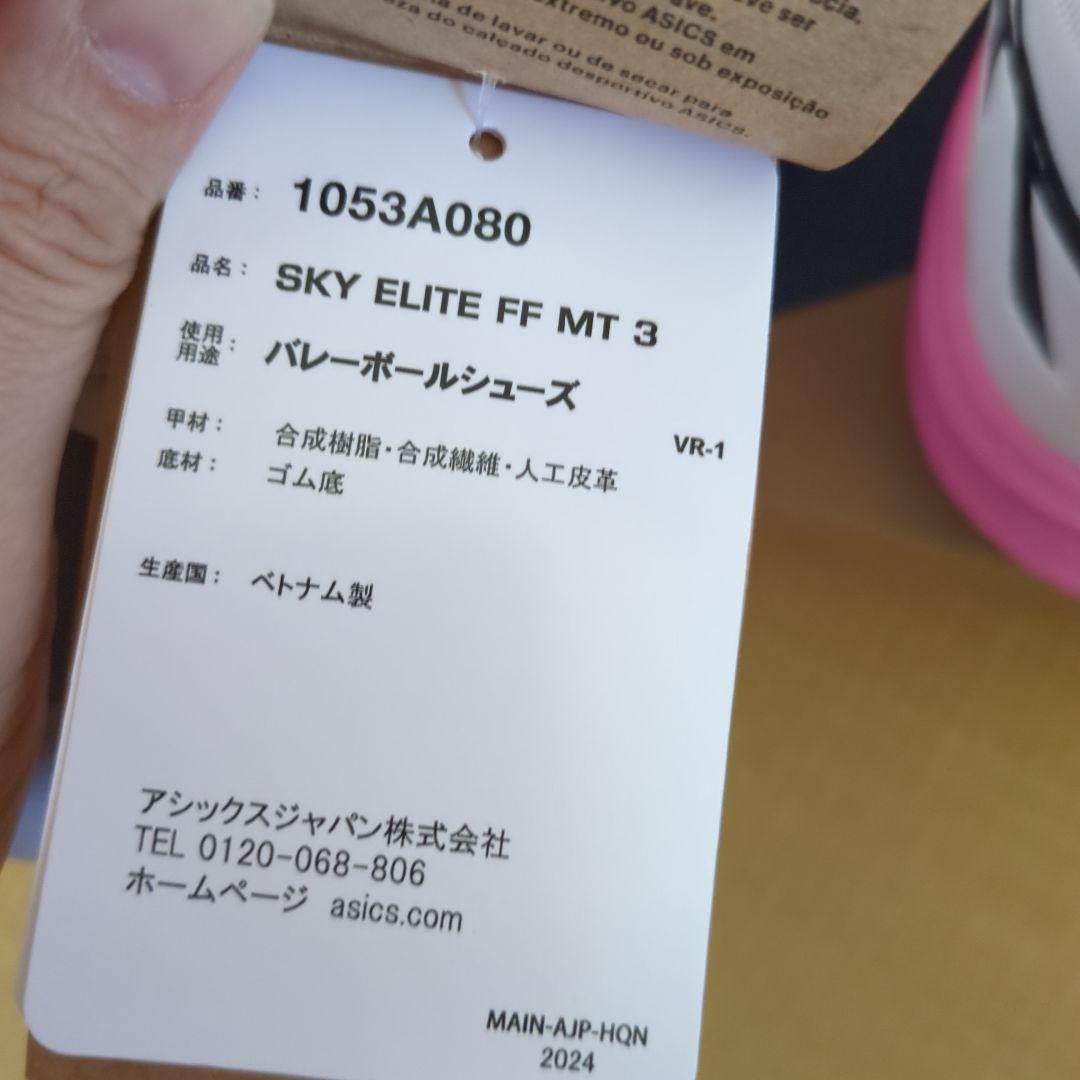 ócia.
ave.
eve ser
vo ASICS em
extremo ou sob exposição
de lavar ou de secar para
do calçado desportivo ASICS.
品番： 1053A080
品名： SKY ELITE FF MT 3
使用用途： バレーボールシューズ
VR-1
甲材： 合成樹脂・合成繊維・人工皮革
底材： ゴム底
生産国： ベトナム製
アシックスジャパン株式会社
TEL 0120-068-806
ホームページ asics.com
MAIN-AJP-HQN
2024